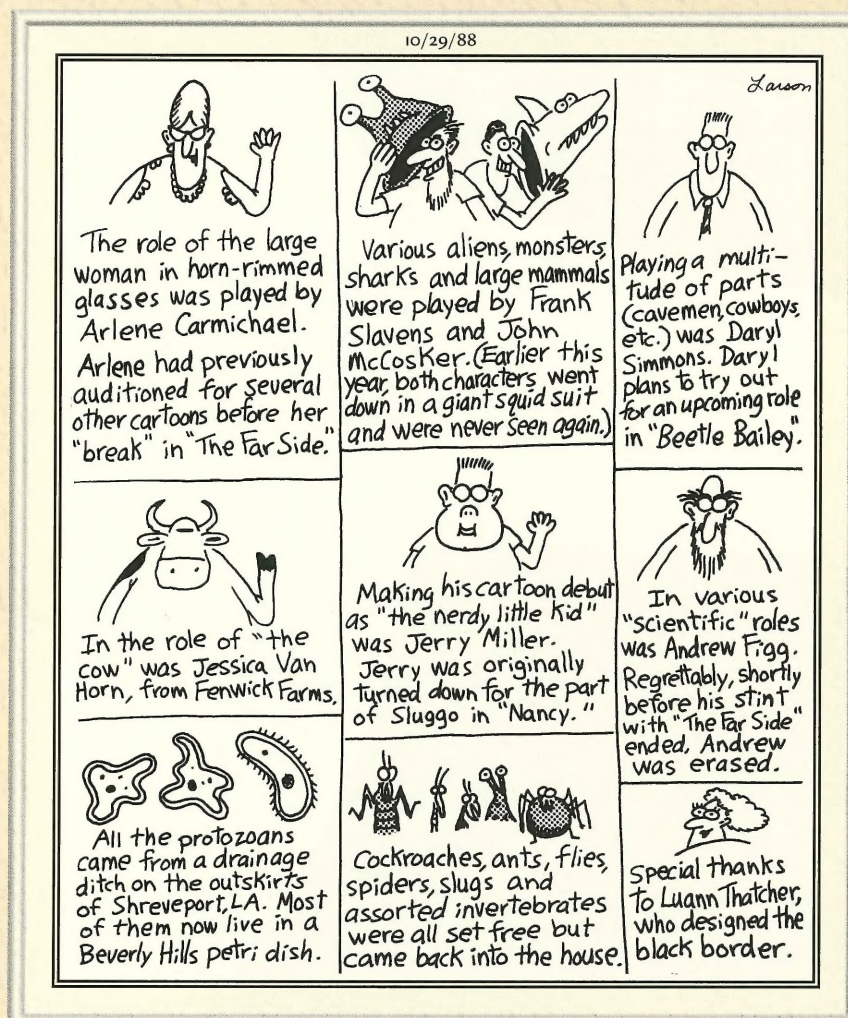 10/29/88
Larson
The role of the large
woman in horn-rimmed
glasses was played by
Arlene Carmichael.
Arlene had previously
auditioned for several
other cartoons before her
"break" in "The Far Side."
Various aliens, monsters,
sharks and large mammals
were played by Frank
Slavens and John
McCosker. (Earlier this
year, both characters went
down in a giant squid suit
and were never seen again.)
Playing a multi-
tude of parts
(cavemen, cowboys,
etc.) was Daryl
Simmons. Daryl
plans to try out
for an upcoming role
in "Beetle Bailey".
In the role of "the
cow" was Jessica Van
Horn, from Fenwick Farms.
Making his cartoon debut
as "the nerdy little kid"
was Jerry Miller.
Jerry was originally
turned down for the part
of Sluggo in "Nancy."
In various
"scientific" roles
was Andrew Figg.
Regrettably, shortly
before his stint
with "The Far Side"
ended, Andrew
was erased.
All the protozoans
came from a drainage
ditch on the outskirts
of Shreveport, LA. Most
of them now live in a
Beverly Hills petri dish.
Cockroaches, ants, flies,
spiders, slugs and
assorted invertebrates
were all set free but
came back into the house.
Special thanks
to Luann Thatcher,
who designed the
black border.